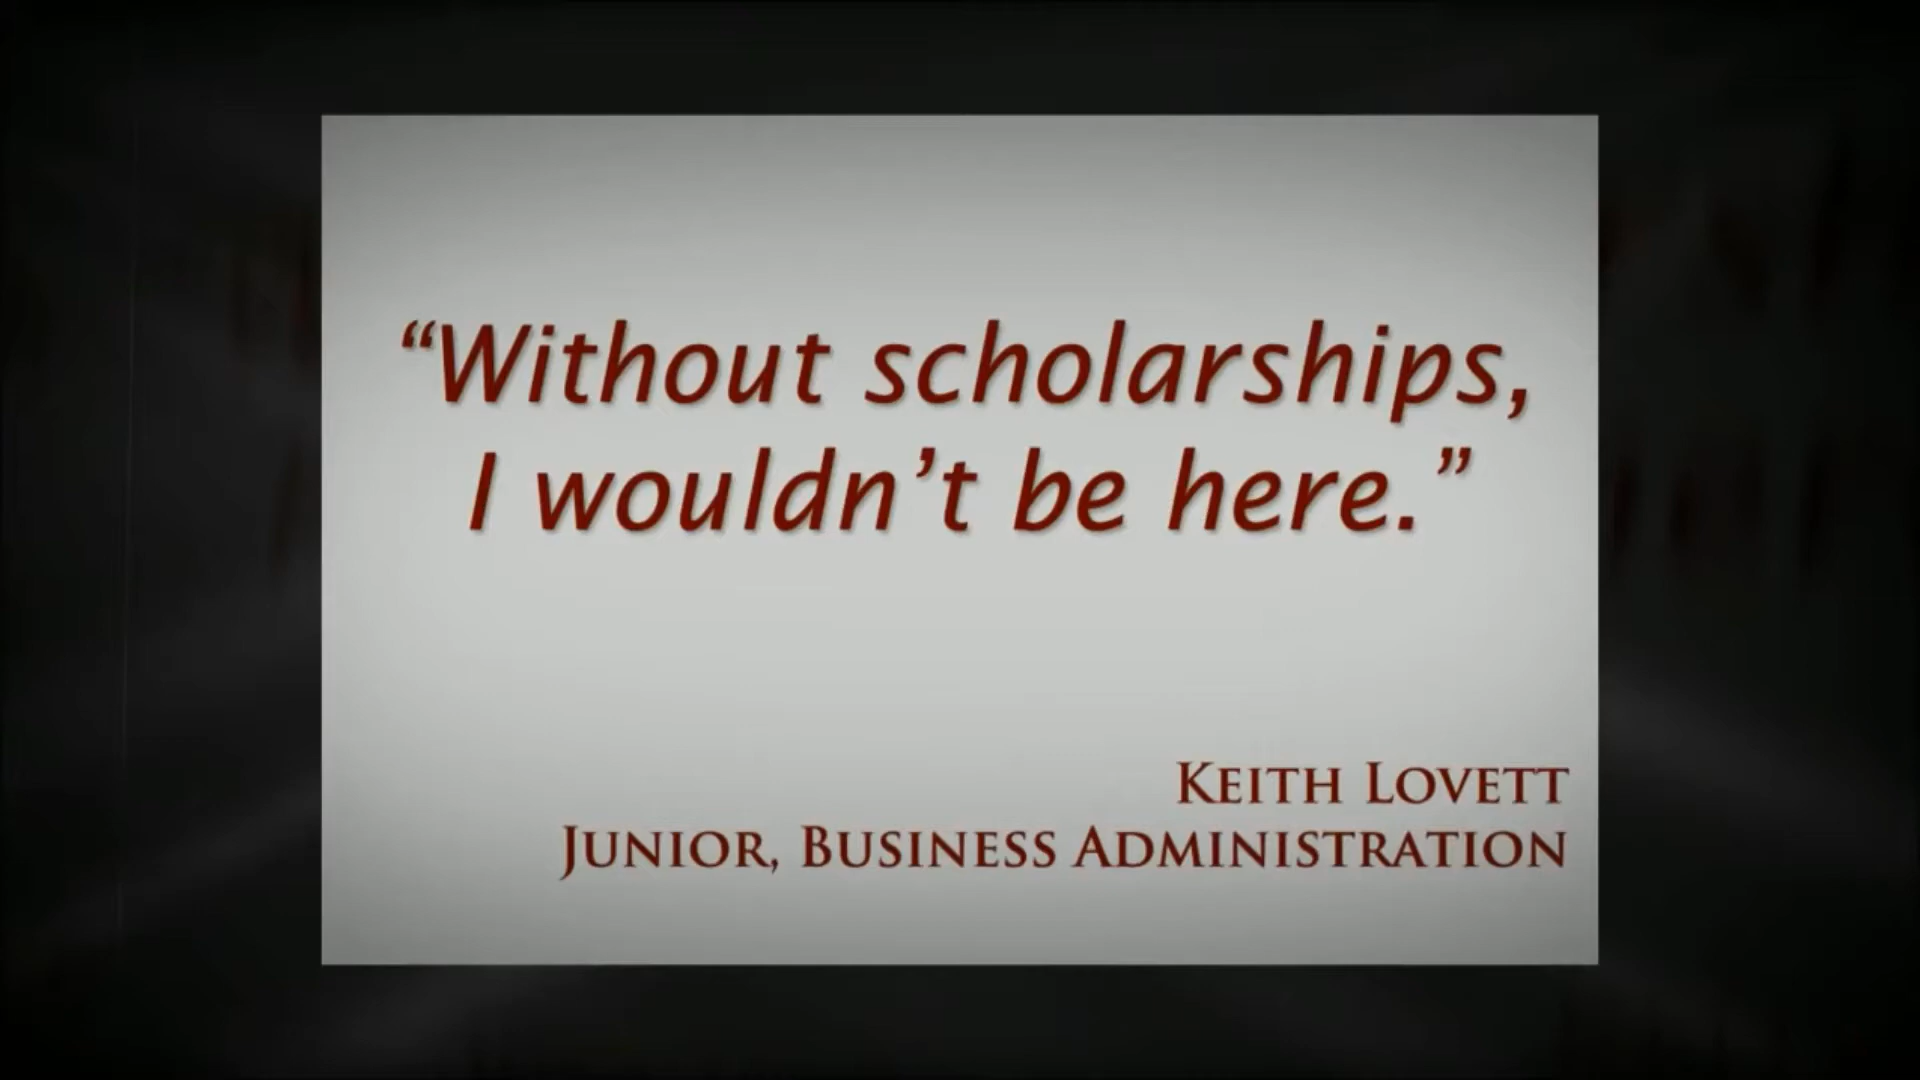 “Without scholarships,
I wouldn’t be here.”
Keith Lovett
Junior, Business Administration